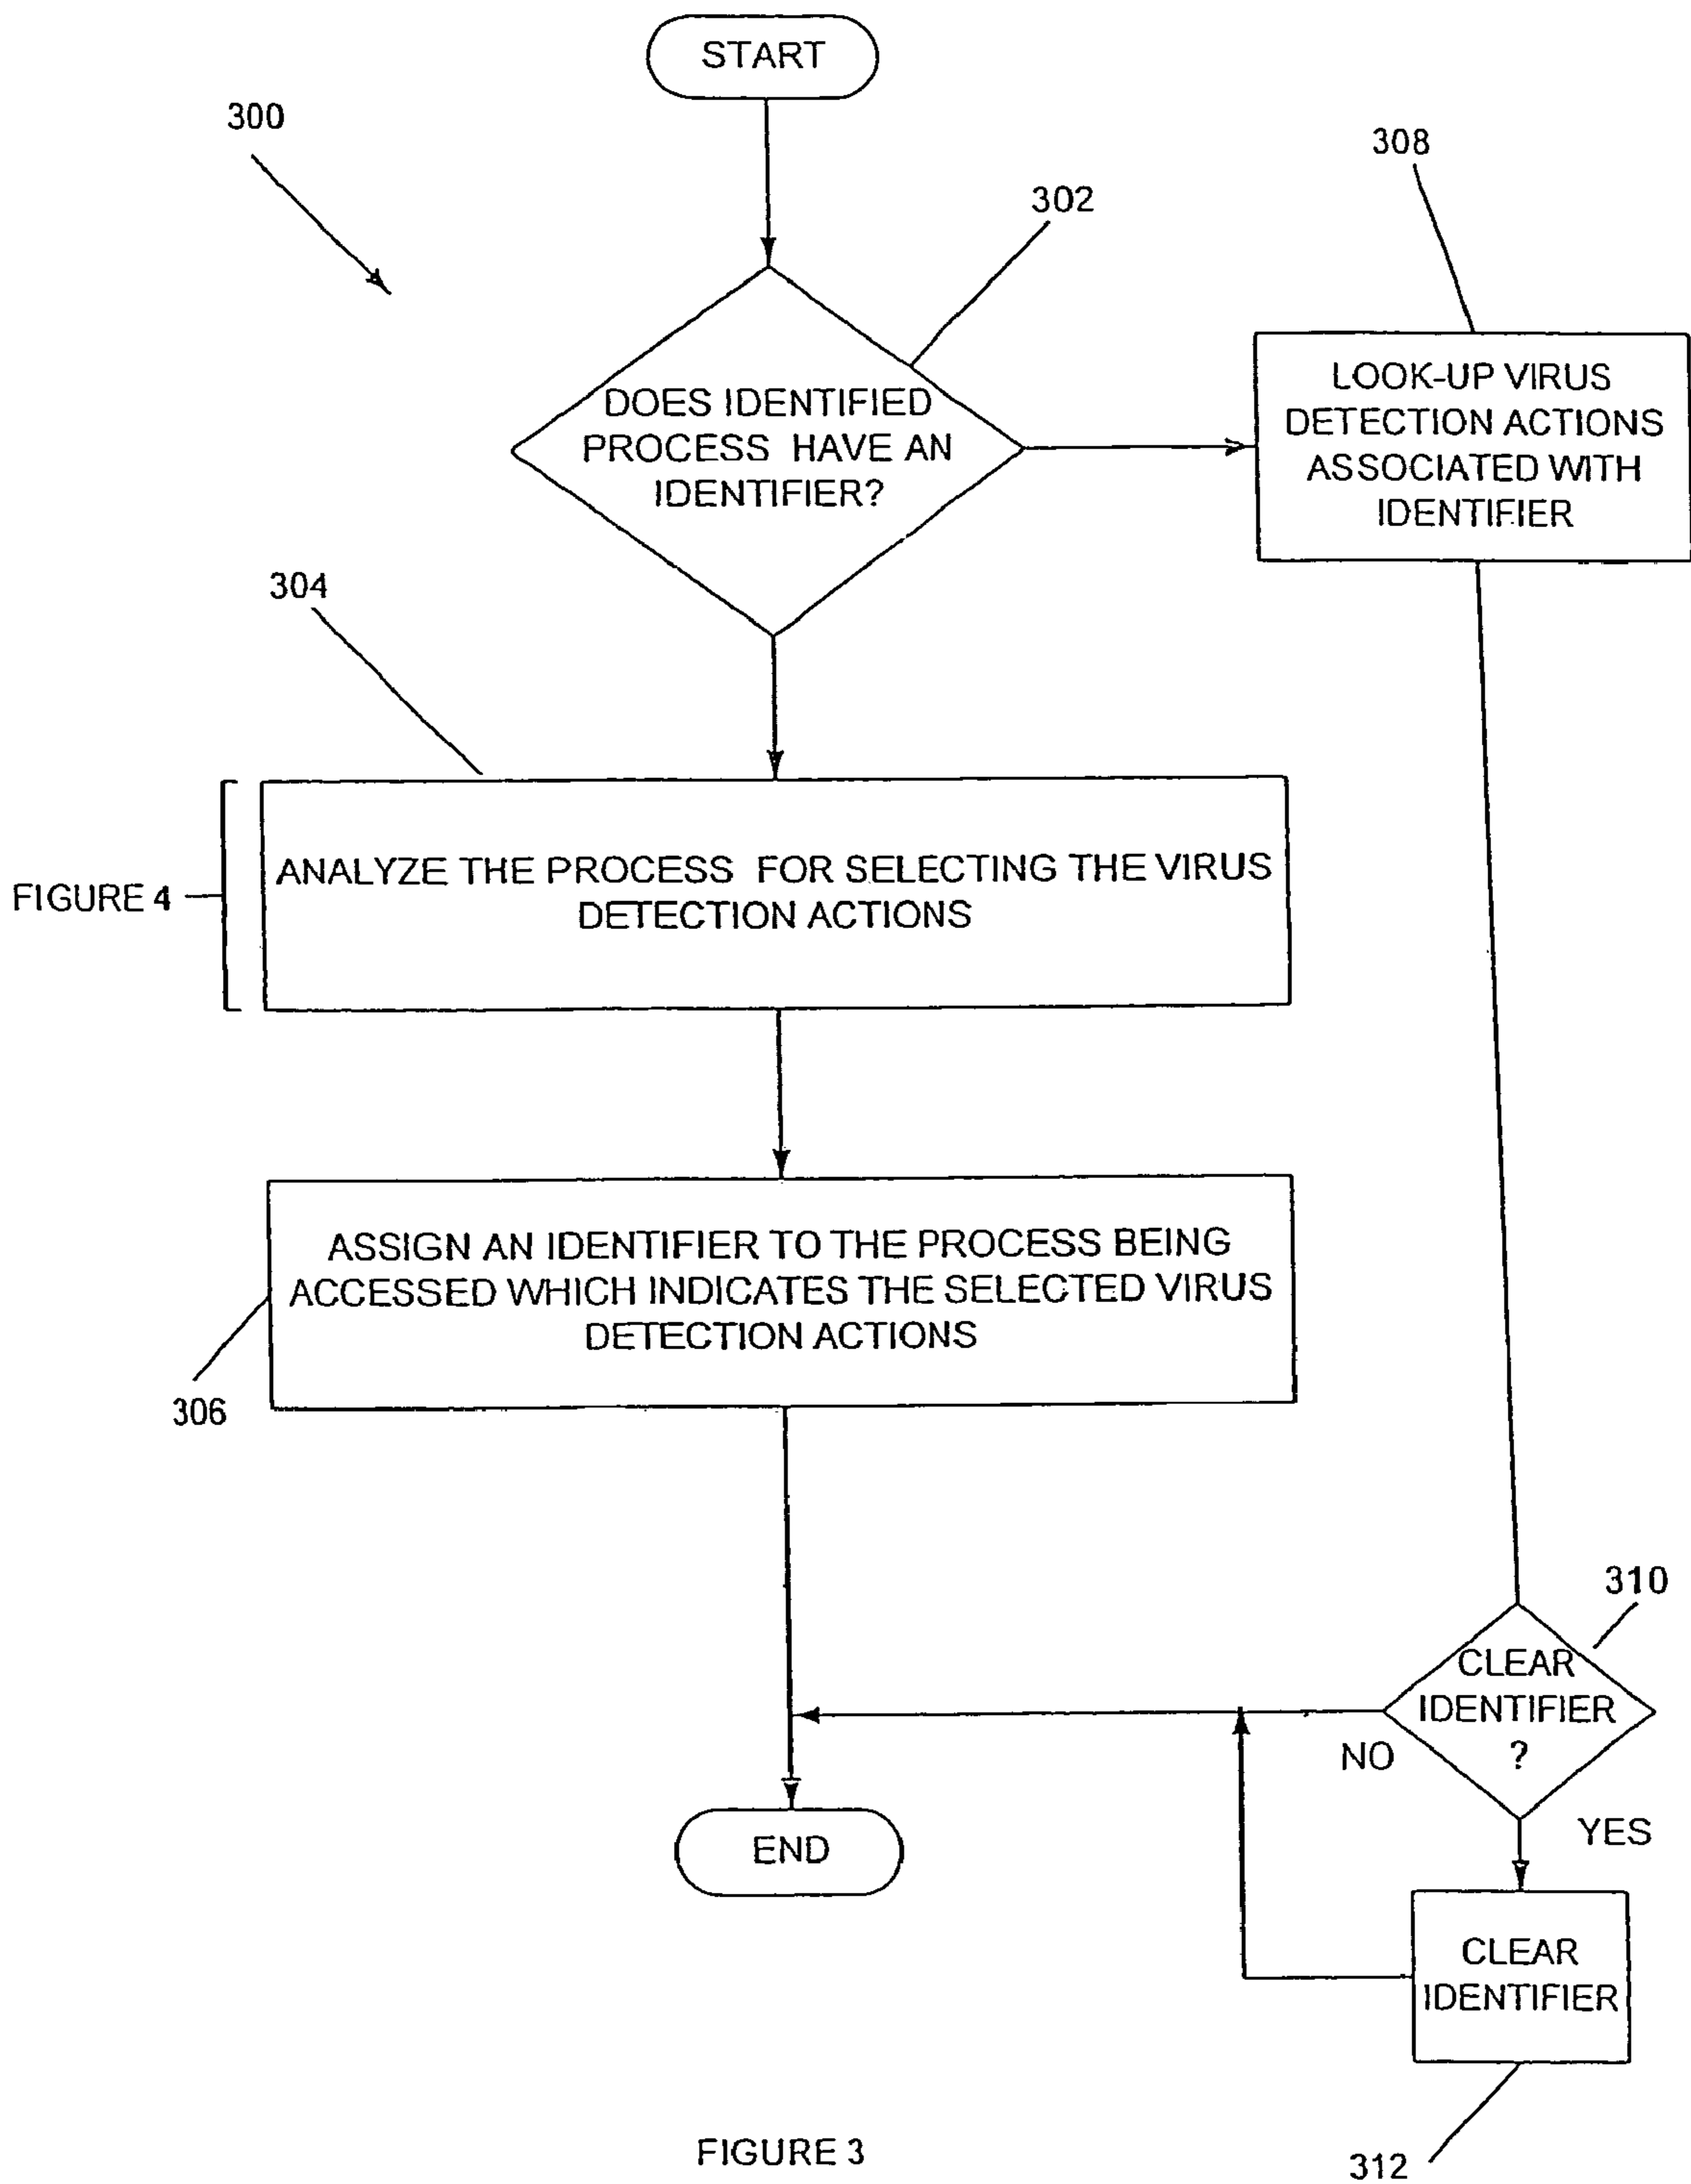 START
300
308
302
DOES IDENTIFIED
PROCESS HAVE AN
IDENTIFIER?
LOOK-UP VIRUS
DETECTION ACTIONS
ASSOCIATED WITH
IDENTIFIER
304
FIGURE 4
ANALYZE THE PROCESS FOR SELECTING THE VIRUS
DETECTION ACTIONS
ASSIGN AN IDENTIFIER TO THE PROCESS BEING
ACCESSED WHICH INDICATES THE SELECTED VIRUS
DETECTION ACTIONS
306
310
CLEAR
IDENTIFIER
?
NO
YES
END
CLEAR
IDENTIFIER
312
FIGURE 3